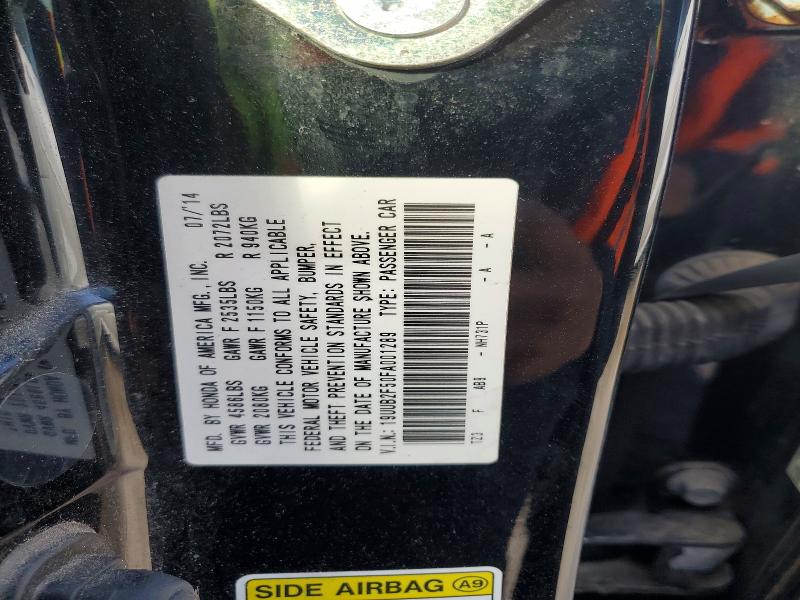 MFD. BY HONDA OF AMERICA MFG., INC. 07/'14
GVWR 4586LBS GAWR F 2535LBS R 2072LBS
GVWR 2080KG GAWR F 1150KG R 940KG
THIS VEHICLE CONFORMS TO ALL APPLICABLE
FEDERAL MOTOR VEHICLE SAFETY, BUMPER,
AND THEFT PREVENTION STANDARDS IN EFFECT
ON THE DATE OF MANUFACTURE SHOWN ABOVE.
V.I.N.: 19UUB2F50FA001289 TYPE: PASSENGER CAR
T23 F AB9 - NH731P - A - A
SIDE AIRBAG A9